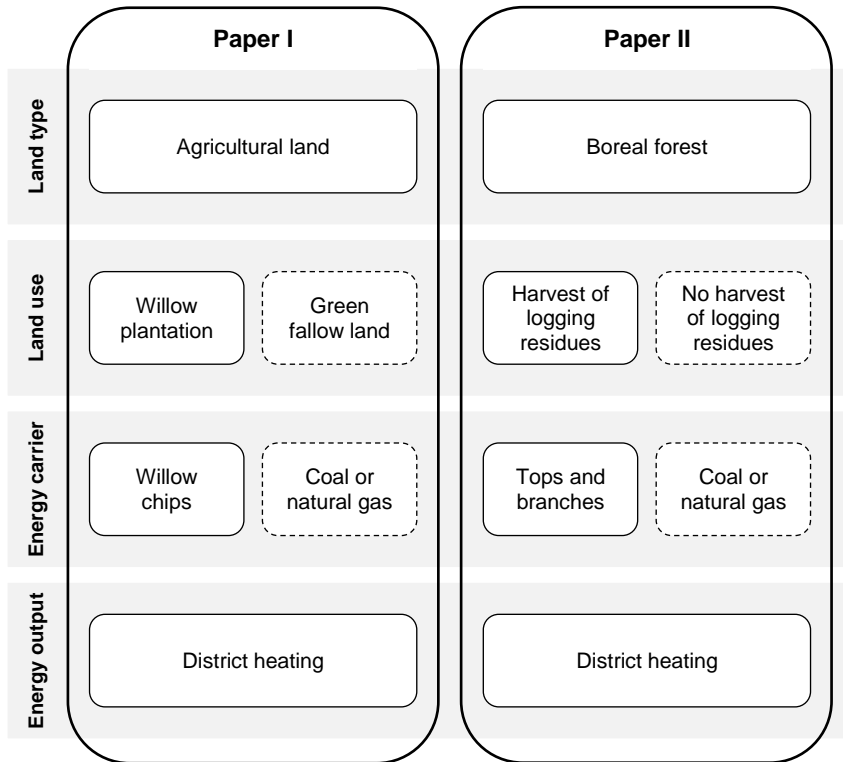 Paper I
Paper II
Land type
Agricultural land
Boreal forest
Land use
Willow
plantation
Green
fallow land
Harvest of
logging
residues
No harvest
of logging
residues
Energy carrier
Willow
chips
Coal or
natural gas
Tops and
branches
Coal or
natural gas
Energy output
District heating
District heating